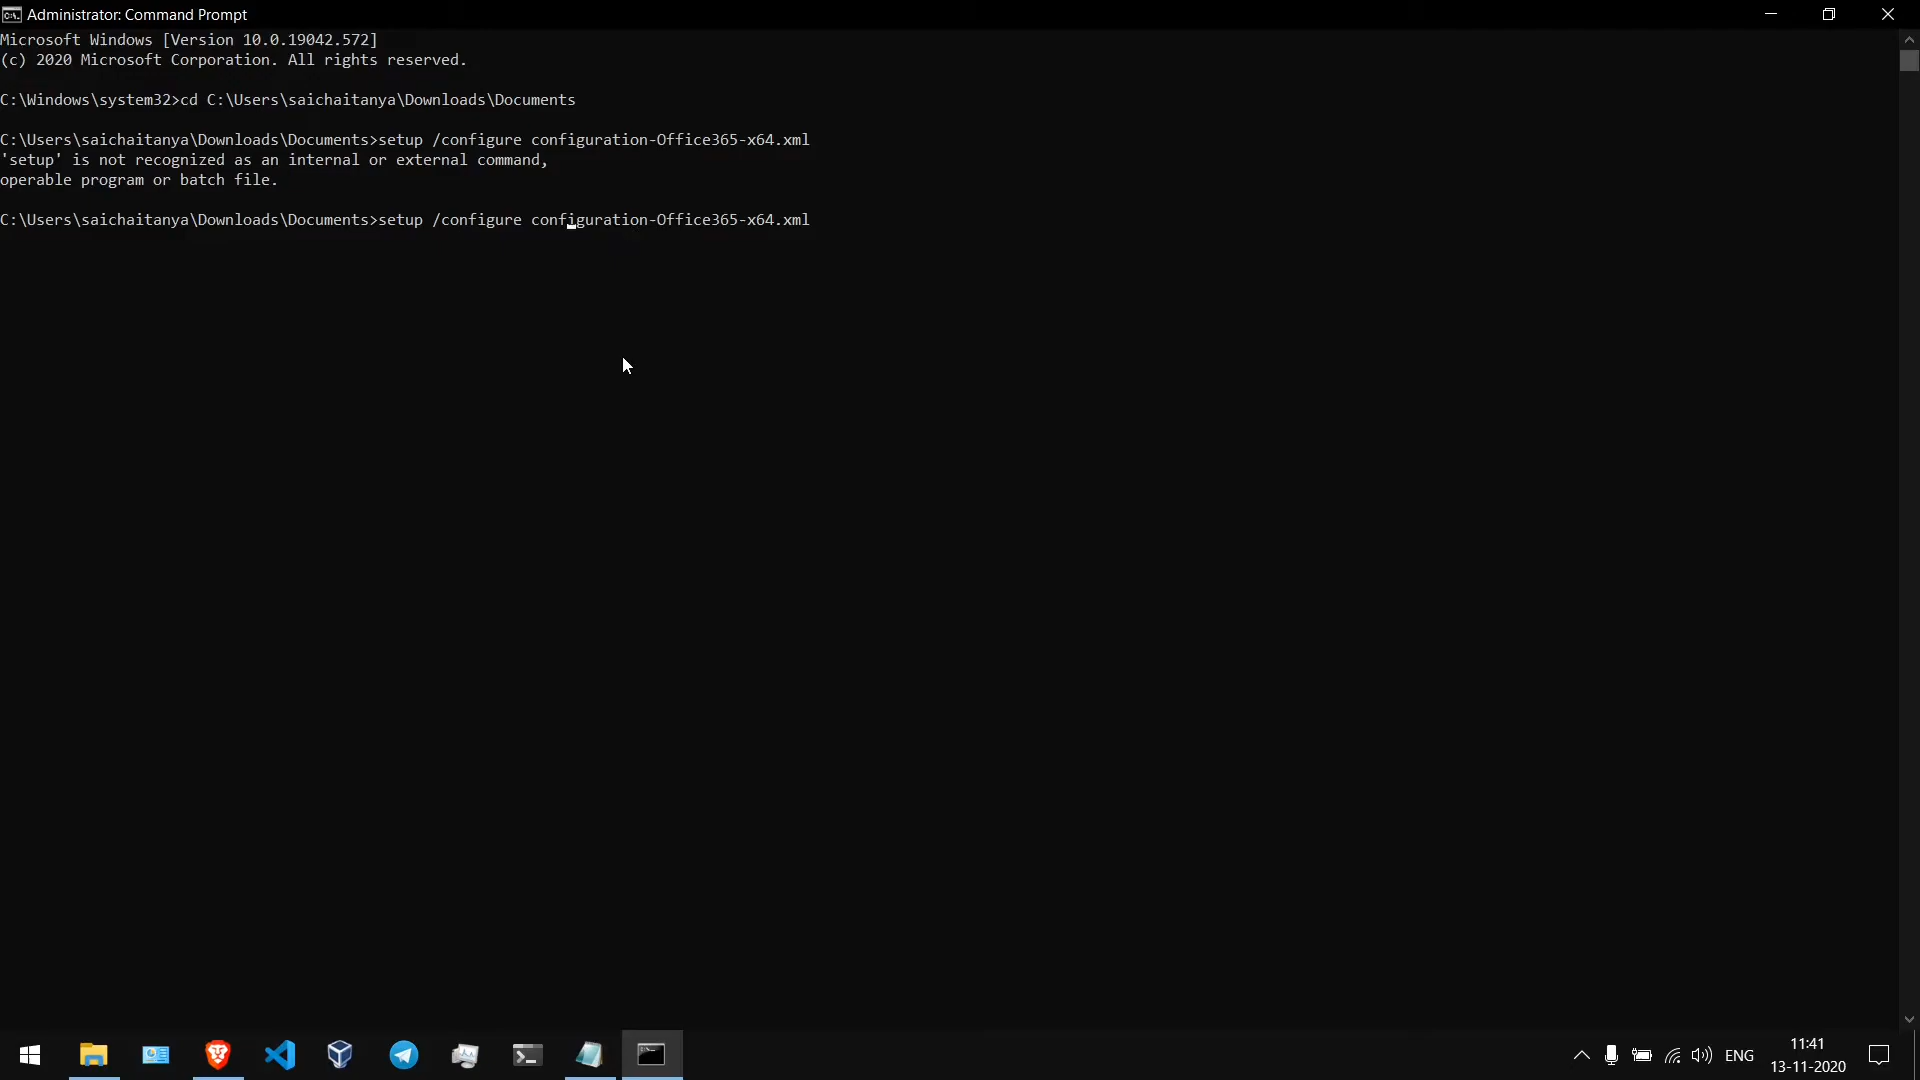 Administrator: Command Prompt
Microsoft Windows [Version 10.0.19042.572]
(c) 2020 Microsoft Corporation. All rights reserved.
C:\Windows\system32>cd C:\Users\saichaitanya\Downloads\Documents
C:\Users\saichaitanya\Downloads\Documents>setup /configure configuration-Office365-x64.xml
'setup' is not recognized as an internal or external command,
operable program or batch file.
C:\Users\saichaitanya\Downloads\Documents>setup /configure configuration-Office365-x64.xml
ENG
11:41
13-11-2020